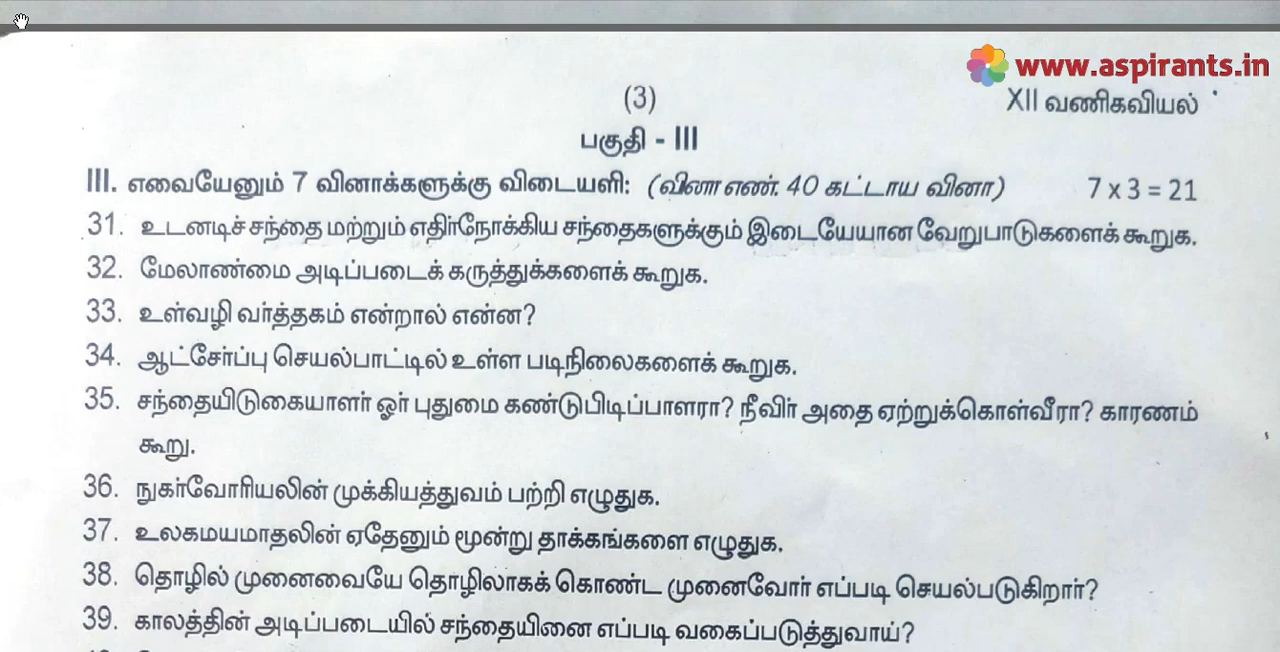 www.aspirants.in
(3)
XII வணிகவியல்
பகுதி - III
III. எவையேனும் 7 வினாக்களுக்கு விடையளி: (வினா எண். 40 கட்டாய வினா) 7 x 3 = 21
31. உடனடிச் சந்தை மற்றும் எதிர்நோக்கிய சந்தைகளுக்கும் இடையேயான வேறுபாடுகளைக் கூறுக.
32. மேலாண்மை அடிப்படைக் கருத்துக்களைக் கூறுக.
33. உள்வழி வர்த்தகம் என்றால் என்ன?
34. ஆட்சேர்ப்பு செயல்பாட்டில் உள்ள படிநிலைகளைக் கூறுக.
35. சந்தையிடுகையாளர் ஓர் புதுமை கண்டுபிடிப்பாளரா? நீவிர் அதை ஏற்றுக்கொள்வீரா? காரணம்
கூறு.
36. நுகர்வோரியலின் முக்கியத்துவம் பற்றி எழுதுக.
37. உலகமயமாதலின் ஏதேனும் மூன்று தாக்கங்களை எழுதுக.
38. தொழில் முனைவையே தொழிலாகக் கொண்ட முனைவோர் எப்படி செயல்படுகிறார்?
39. காலத்தின் அடிப்படையில் சந்தையினை எப்படி வகைப்படுத்துவாய்?